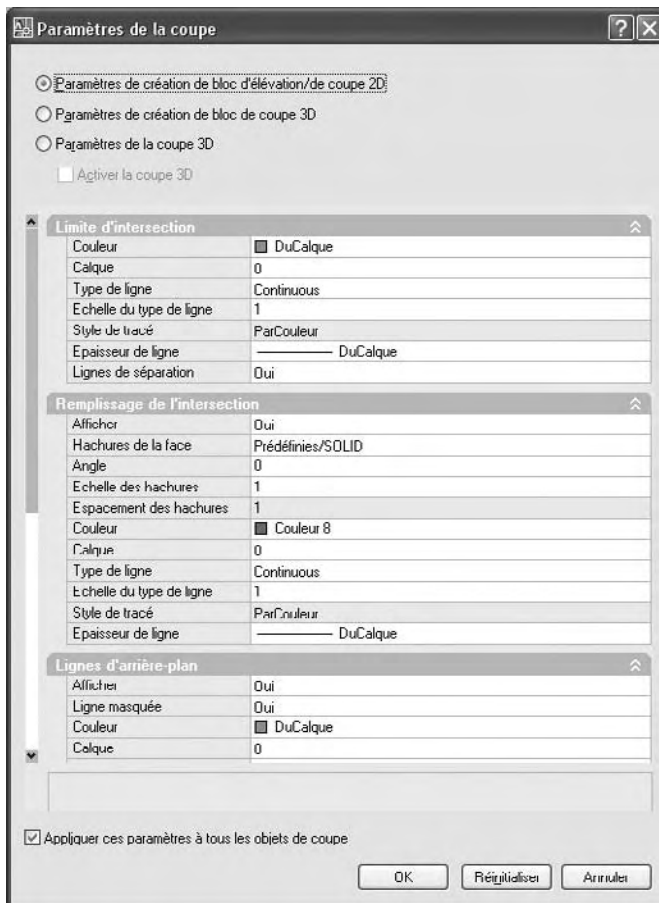 Paramètres de la coupe
Paramètres de création de bloc d'élévation/de coupe 2D
Paramètres de création de bloc de coupe 3D
Paramètres de la coupe 3D
Activer la coupe 3D
Limite d'intersection
Couleur DuCalque
Calque 0
Type de ligne Continuous
Echelle du type de ligne 1
Style de tracé ParCouleur
Epaisseur de ligne DuCalque
Lignes de séparation Oui
Remplissage de l'intersection
Afficher Oui
Hachures de la face Prédéfinies/SOLID
Angle 0
Echelle des hachures 1
Espacement des hachures 1
Couleur Couleur 8
Calque 0
Type de ligne Continuous
Echelle du type de ligne 1
Style de tracé ParCouleur
Epaisseur de ligne DuCalque
Lignes d'arrière-plan
Afficher Oui
Ligne masquée Oui
Couleur DuCalque
Calque 0
Appliquer ces paramètres à tous les objets de coupe
OK Réinitialiser Annuler